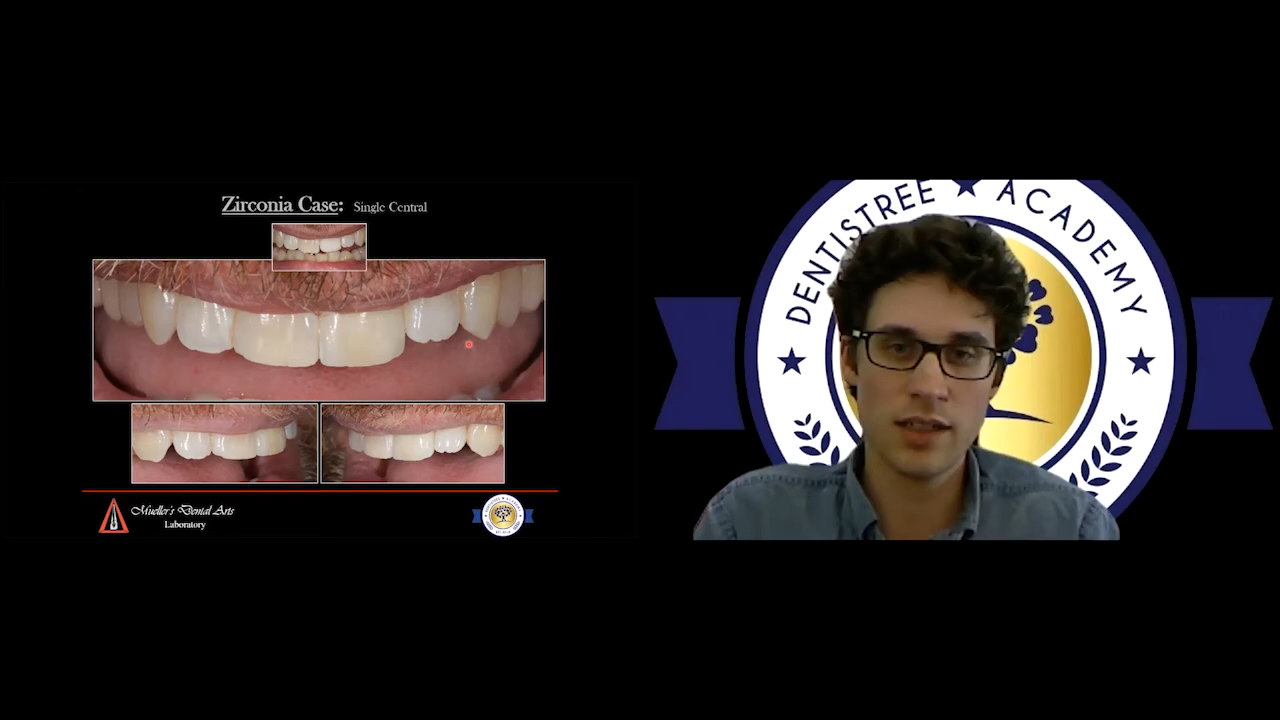 Zirconia Case: Single Central
Mueller's Dental Arts
Laboratory
DENTISTREE ★ ACADEMY